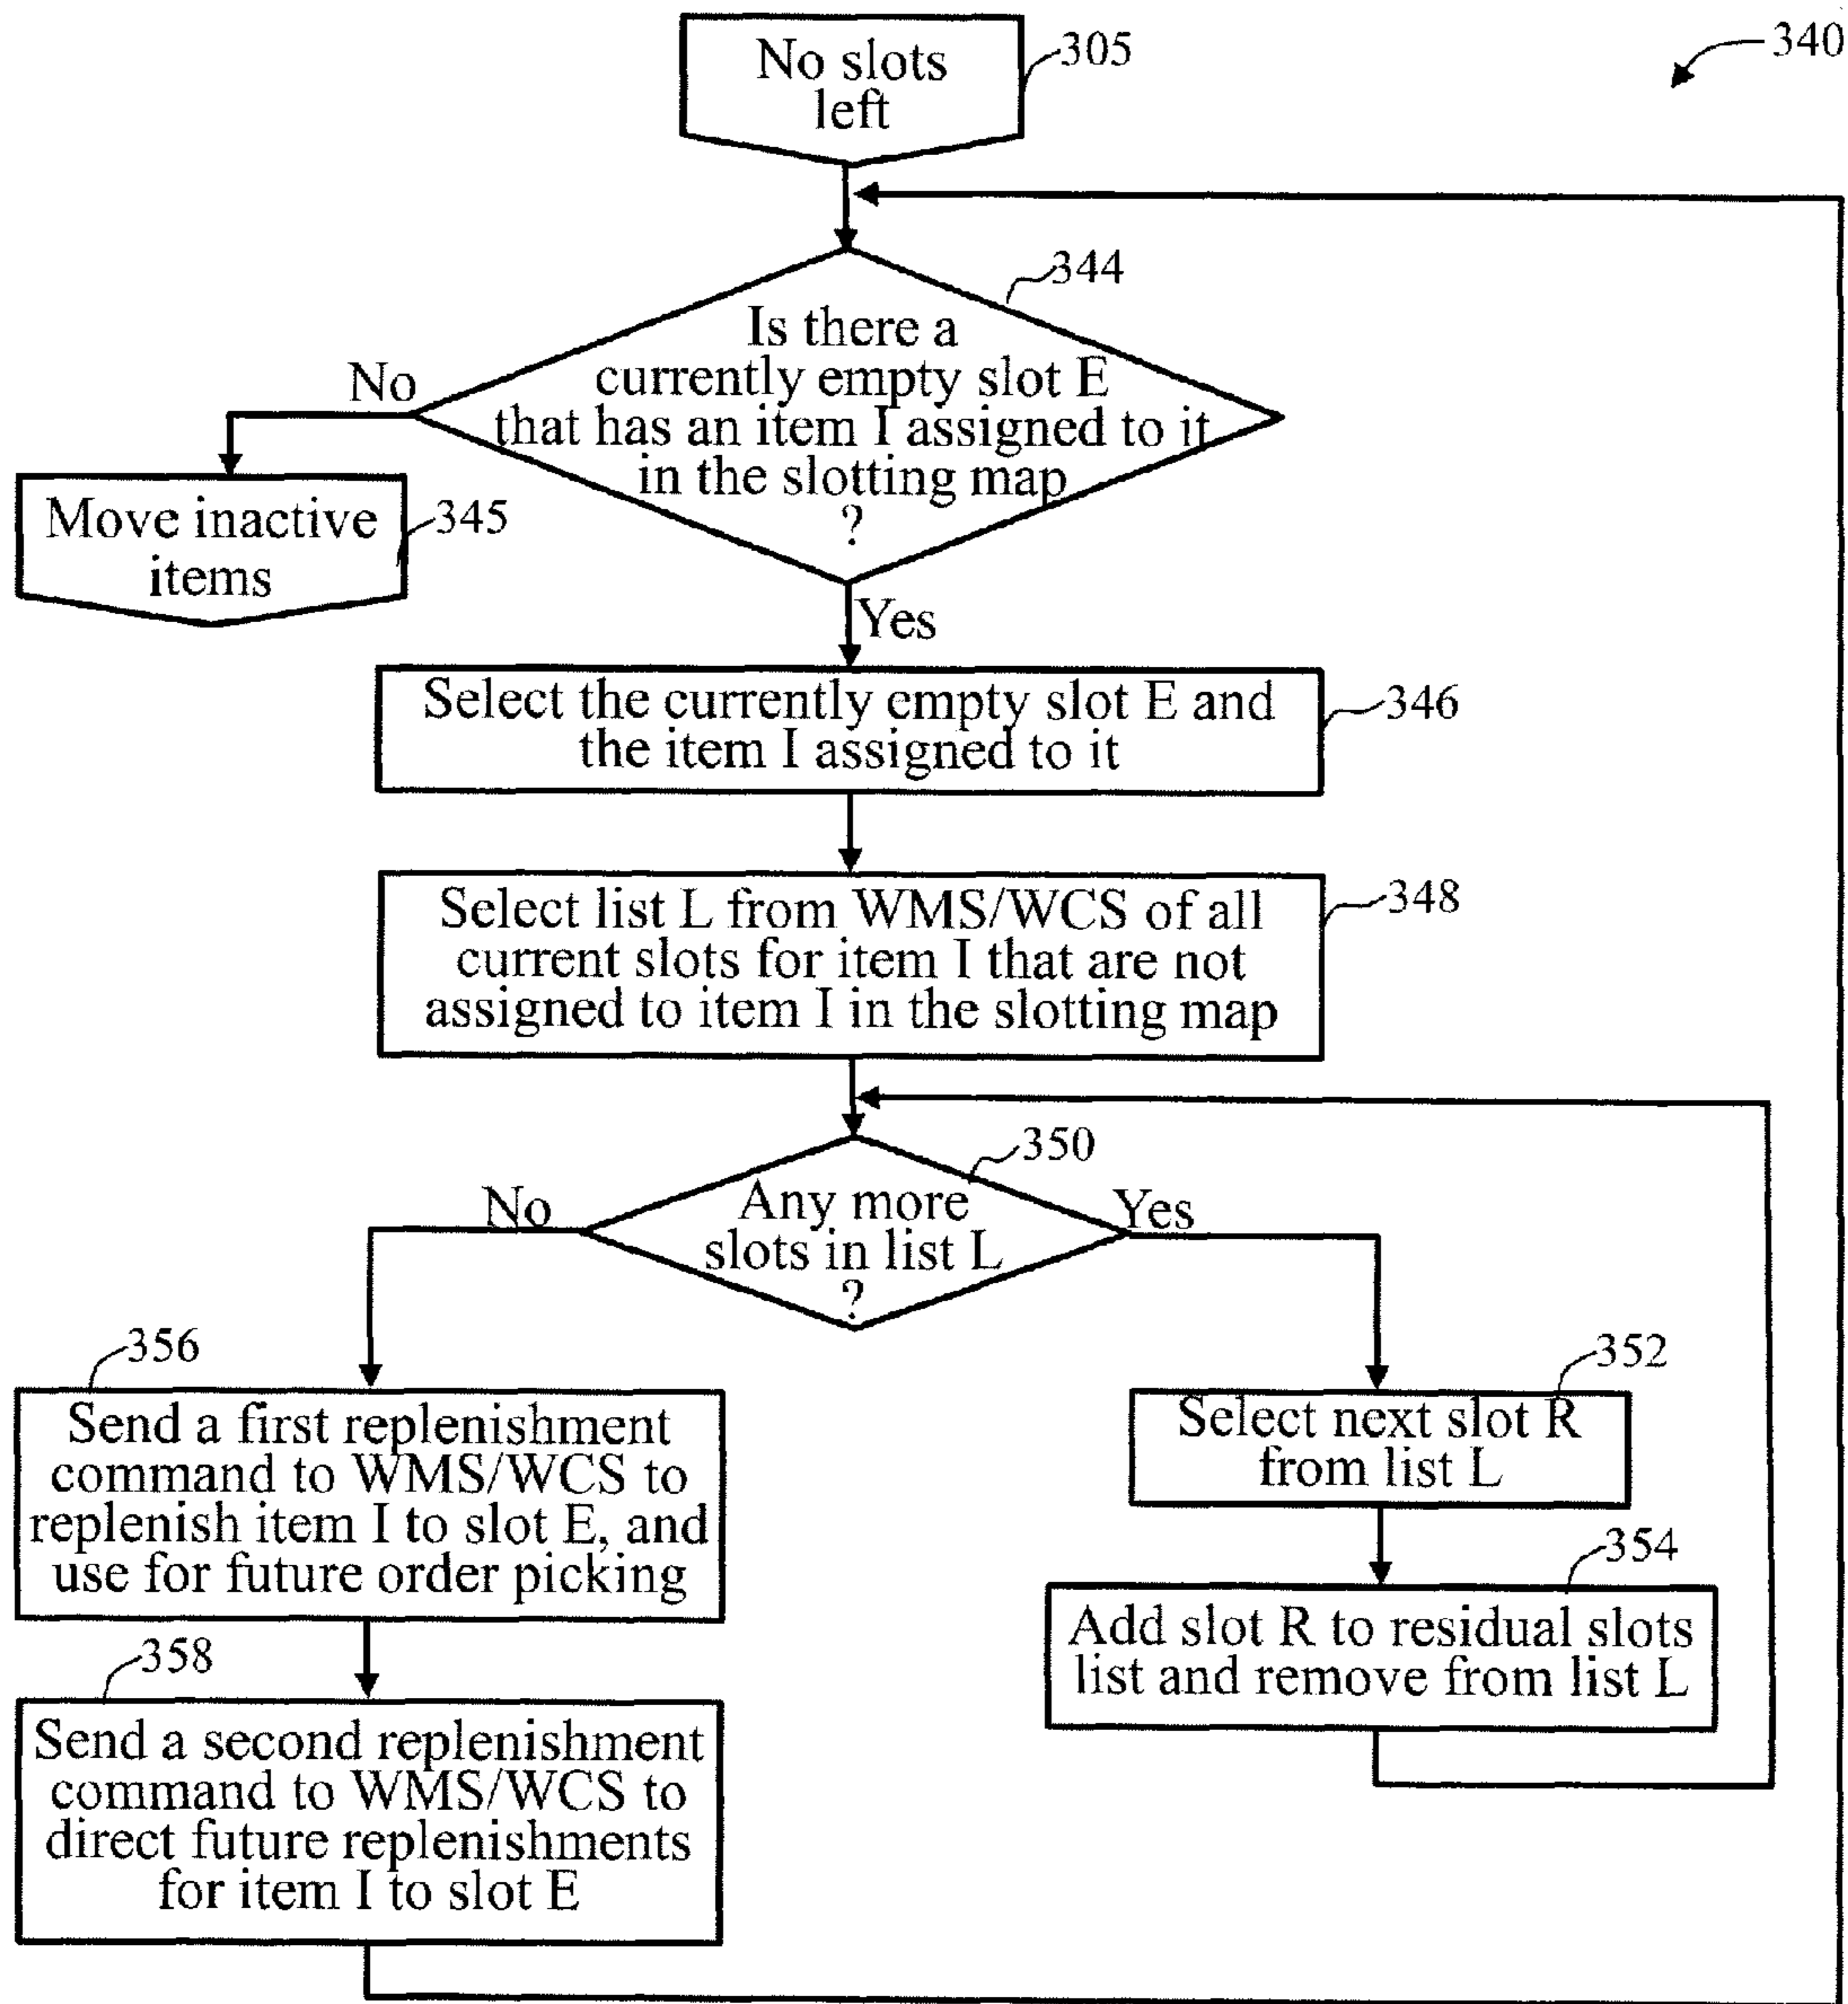 No slots
left
305
340
344
Is there a
currently empty slot E
that has an item I assigned to it
in the slotting map
?
No
Move inactive
items
345
Yes
Select the currently empty slot E and
the item I assigned to it
346
Select list L from WMS/WCS of all
current slots for item I that are not
assigned to item I in the slotting map
348
350
Any more
slots in list L
?
No
Yes
356
Send a first replenishment
command to WMS/WCS to
replenish item I to slot E, and
use for future order picking
352
Select next slot R
from list L
354
Add slot R to residual slots
list and remove from list L
358
Send a second replenishment
command to WMS/WCS to
direct future replenishments
for item I to slot E